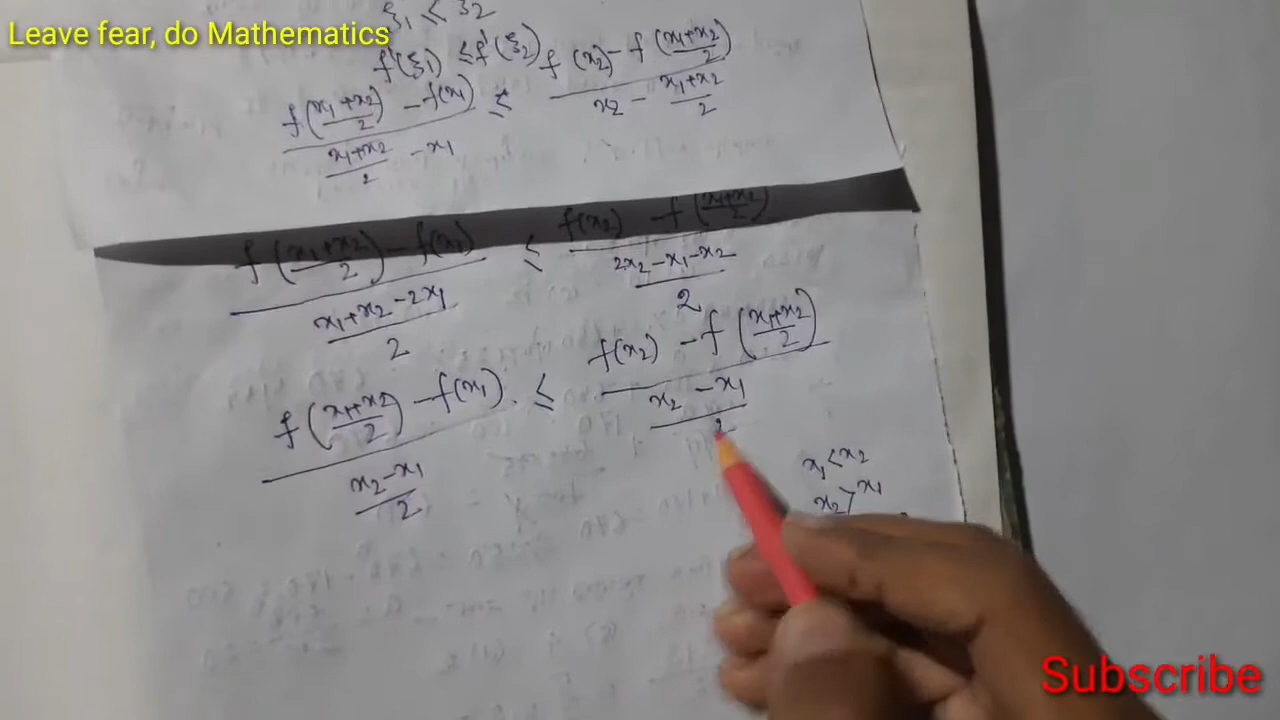 Leave fear, do Mathematics
ξ₁ ≤ ξ₂
f'(ξ₁) ≤ f'(ξ₂)
(f((x₁+x₂)/2) - f(x₁)) / ((x₁+x₂)/2 - x₁) ≤ (f(x₂) - f((x₁+x₂)/2)) / (x₂ - (x₁+x₂)/2)
(f((x₁+x₂)/2) - f(x₁)) / ((x₁+x₂-2x₁)/2) ≤ (f(x₂) - f((x₁+x₂)/2)) / ((2x₂-x₁-x₂)/2)
(f((x₁+x₂)/2) - f(x₁)) / ((x₂-x₁)/2) ≤ (f(x₂) - f((x₁+x₂)/2)) / ((x₂-x₁)/2)
x₁<x₂
x₂>x₁
Subscribe